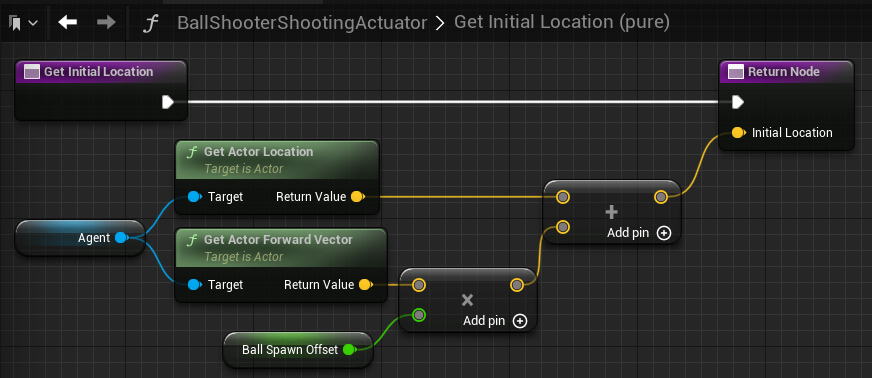 BallShooterShootingActuator > Get Initial Location (pure)
Get Initial Location
Return Node
Initial Location
f Get Actor Location
Target is Actor
Target Return Value
Agent
f Get Actor Forward Vector
Target is Actor
Target Return Value
+
Add pin
×
Add pin
Ball Spawn Offset